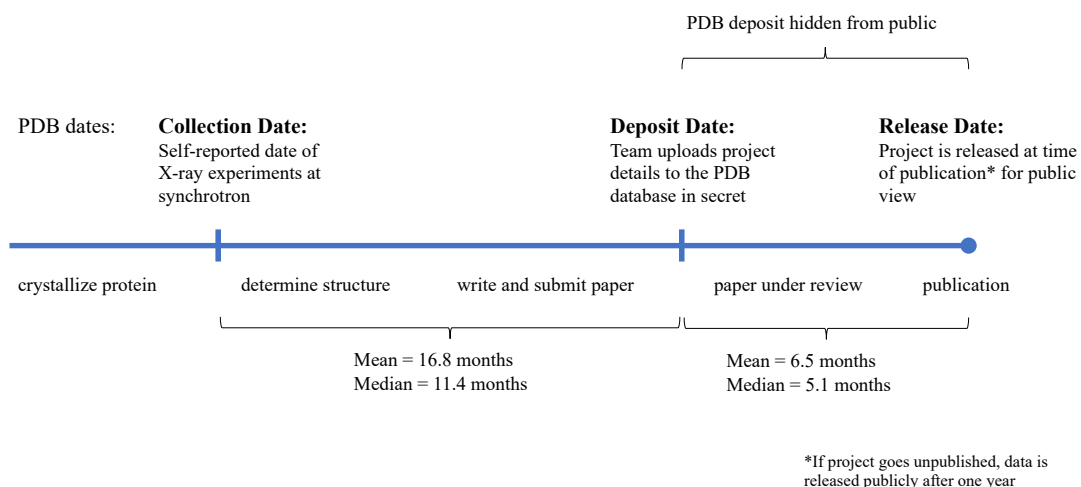 PDB deposit hidden from public
PDB dates:
Collection Date:
Self-reported date of
X-ray experiments at
synchrotron
Deposit Date:
Team uploads project
details to the PDB
database in secret
Release Date:
Project is released at time
of publication* for public
view
crystallize protein
determine structure
write and submit paper
paper under review
publication
Mean = 16.8 months
Median = 11.4 months
Mean = 6.5 months
Median = 5.1 months
*If project goes unpublished, data is
released publicly after one year